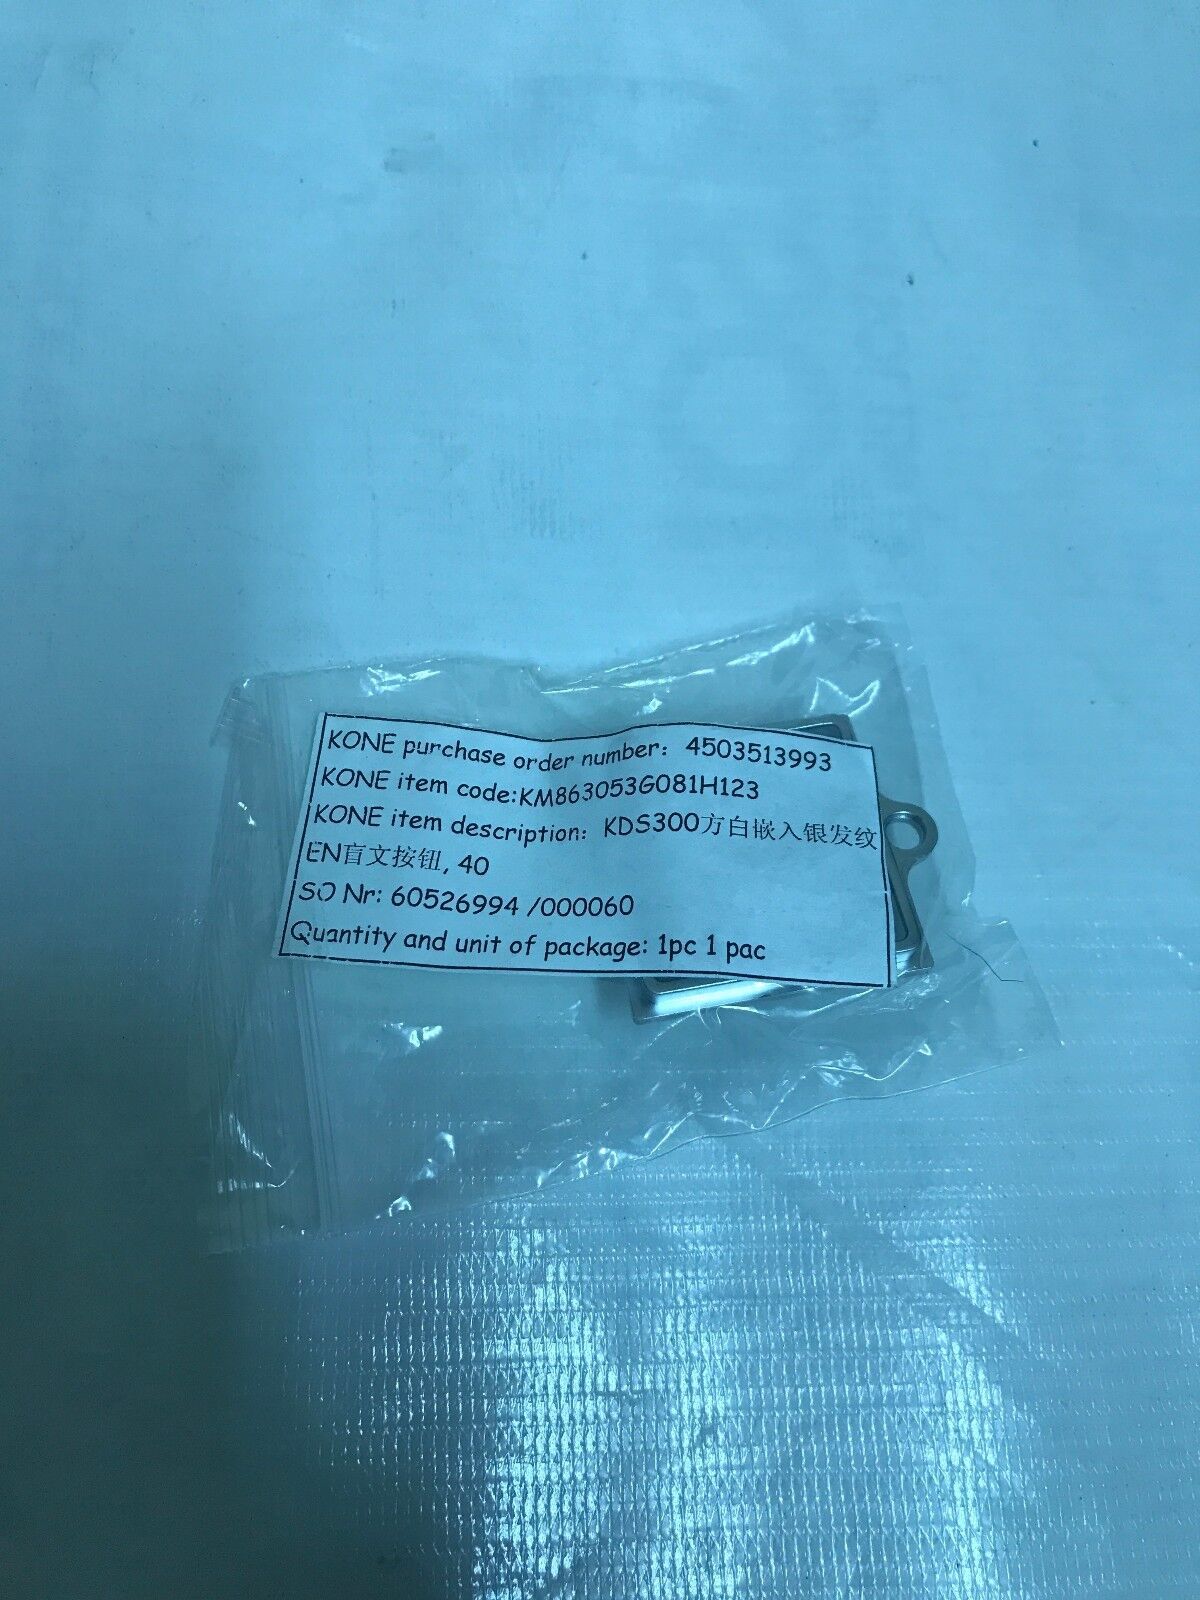 KONE purchase order number: 4503513993
KONE item code:KM863053G081H123
KONE item description: KDS300方白嵌入银发纹
EN盲文按钮, 40
SO Nr: 60526994 /000060
Quantity and unit of package: 1pc 1 pac